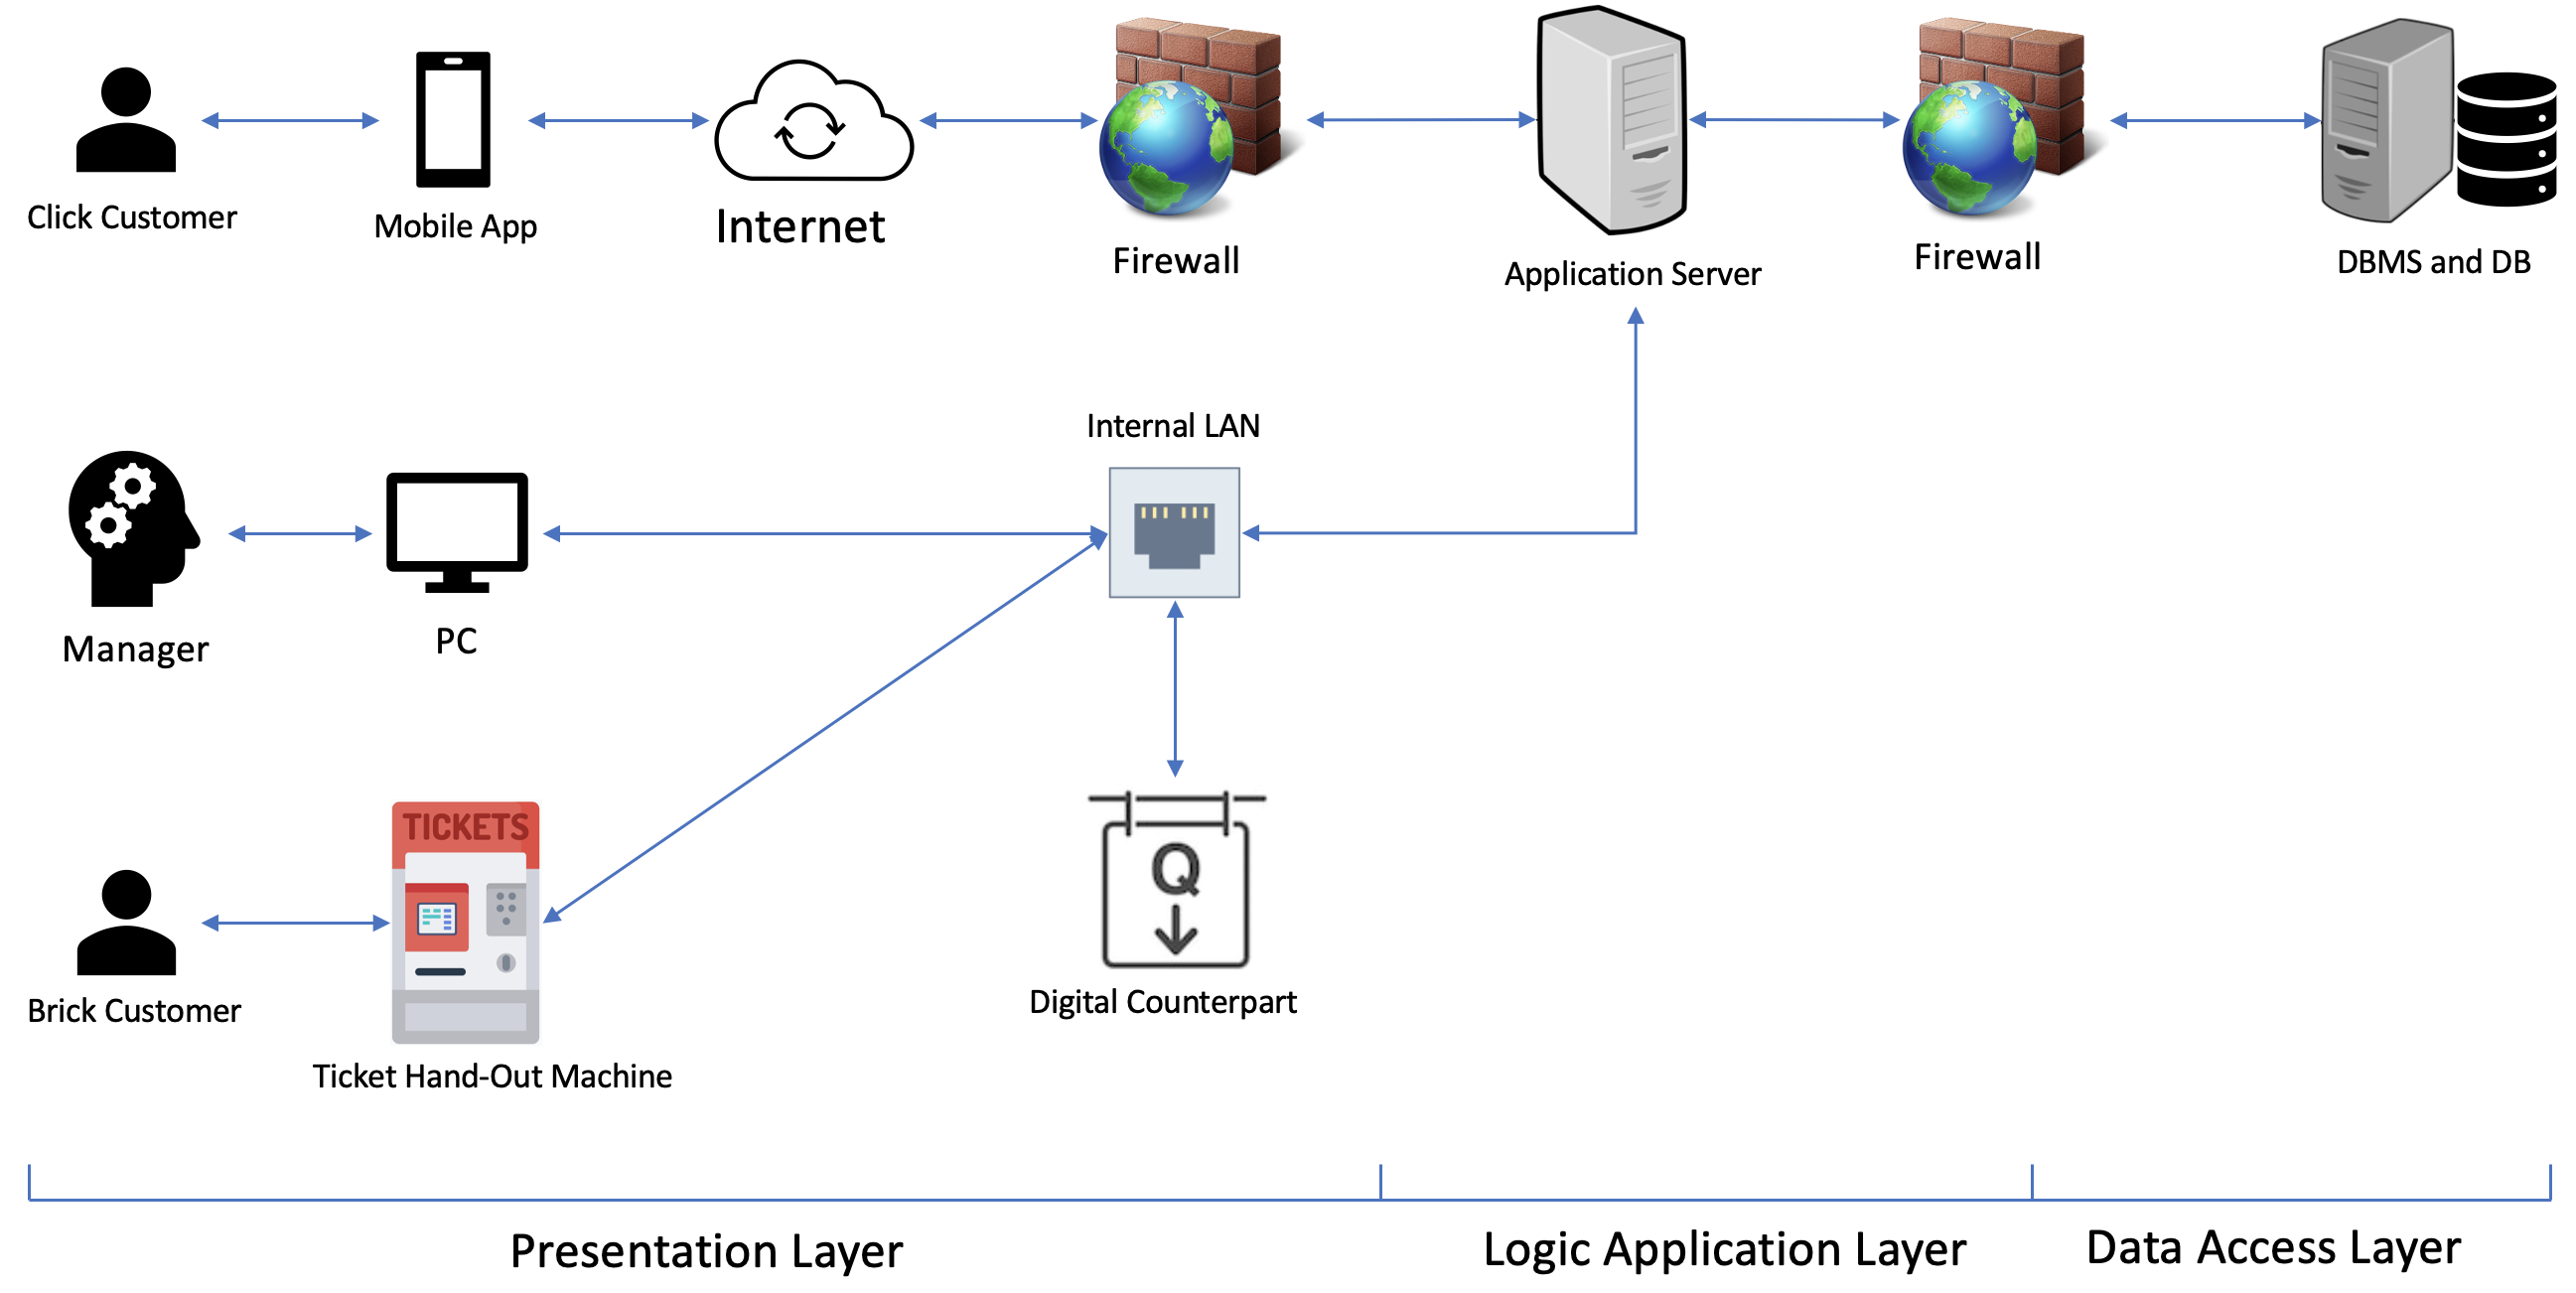 Click Customer
Mobile App
Internet
Firewall
Application Server
Firewall
DBMS and DB
Internal LAN
Manager
PC
TICKETS
Q
Brick Customer
Ticket Hand-Out Machine
Digital Counterpart
Presentation Layer
Logic Application Layer
Data Access Layer